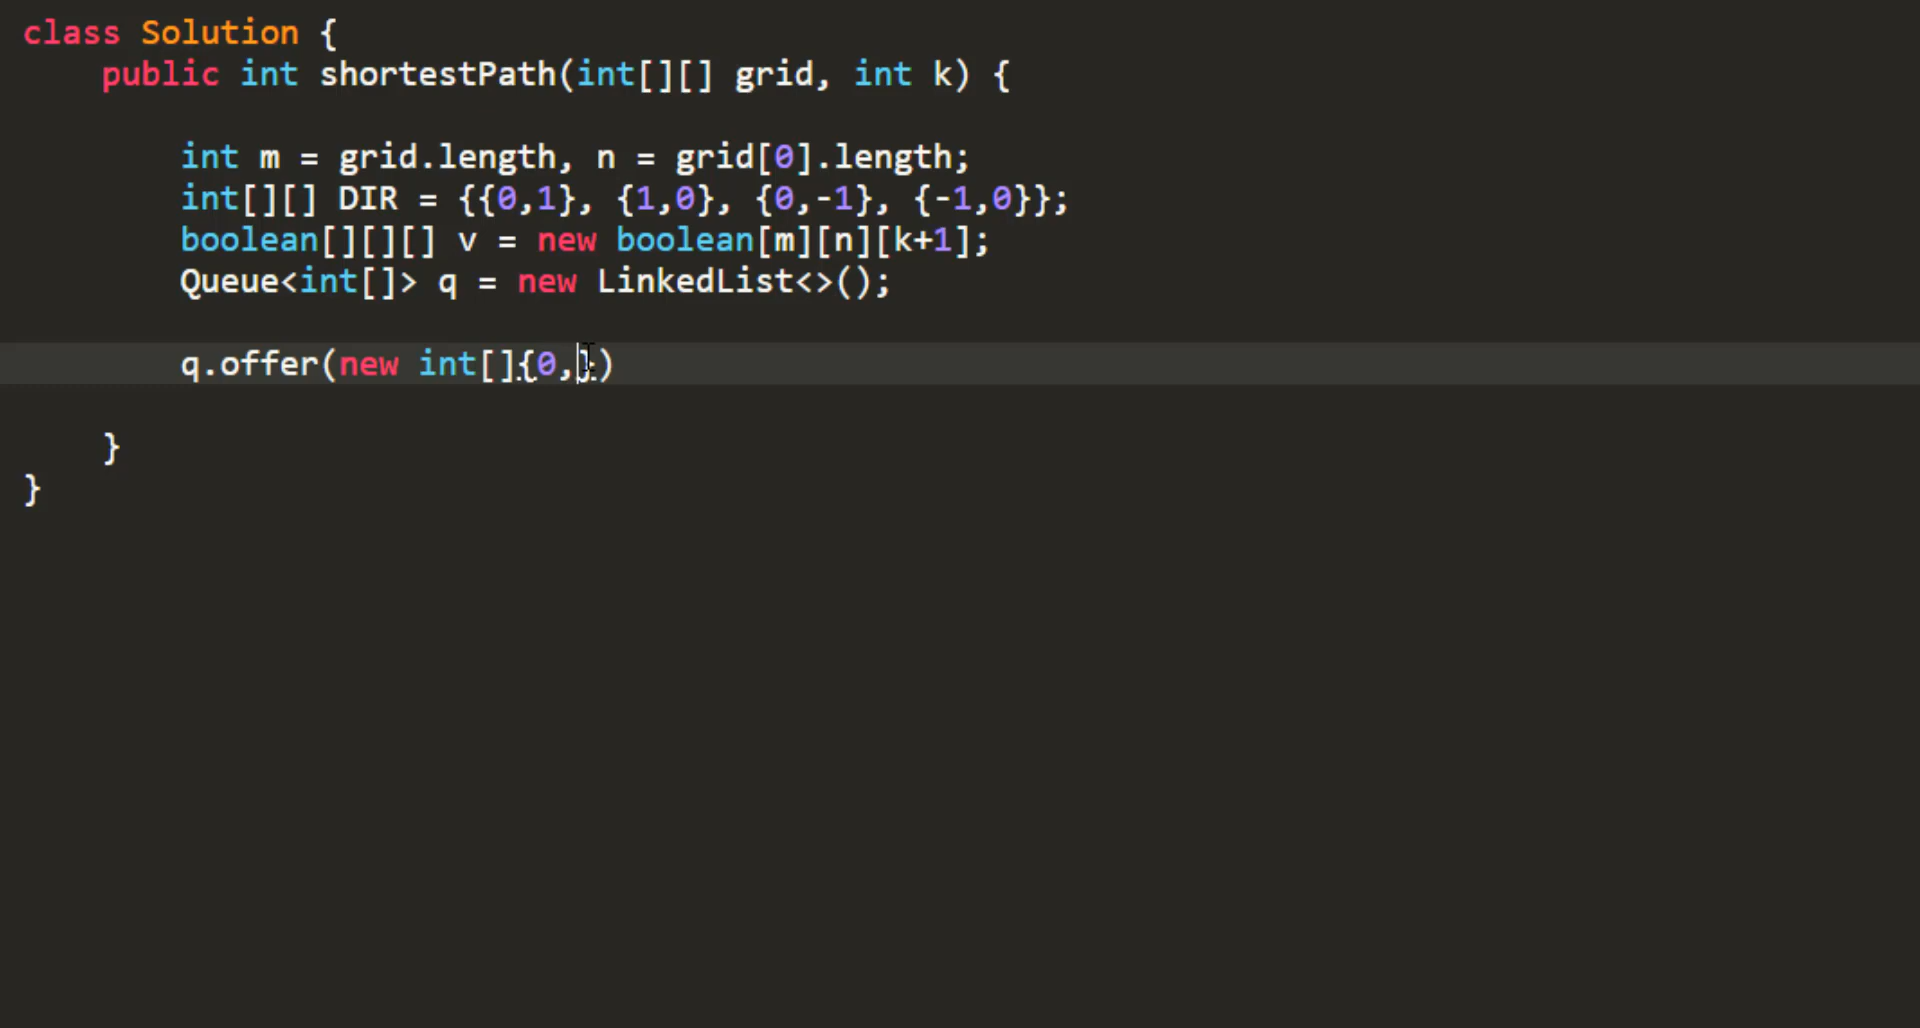 class Solution {
    public int shortestPath(int[][] grid, int k) {
        int m = grid.length, n = grid[0].length;
        int[][] DIR = {{0,1}, {1,0}, {0,-1}, {-1,0}};
        boolean[][][] v = new boolean[m][n][k+1];
        Queue<int[]> q = new LinkedList<>();
        q.offer(new int[]{0,})
    }
}